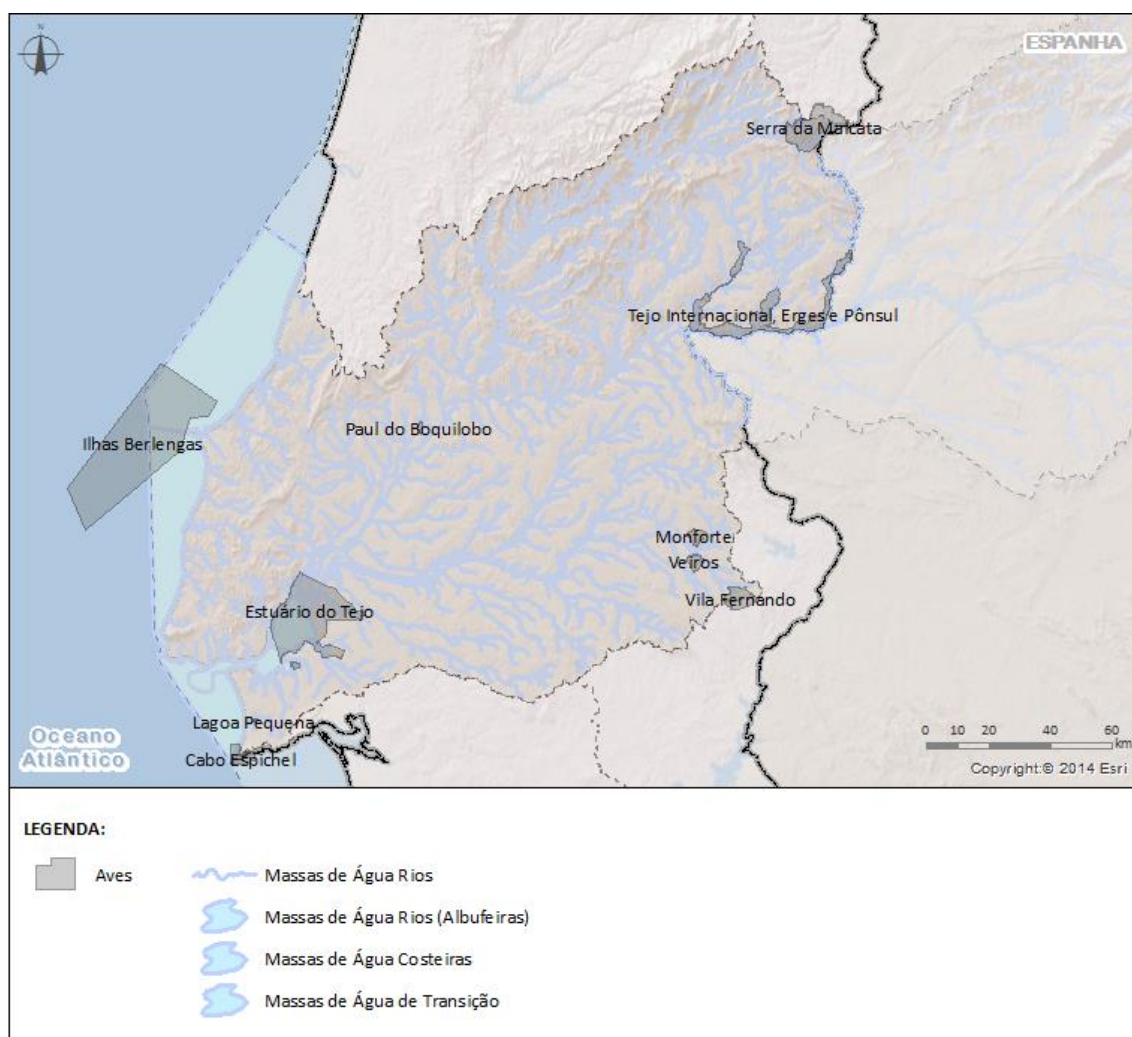 N
ESPANHA
Serra da Malcata
Tejo Internacional, Erges e Pônsul
Paul do Boquilobo
Ilhas Berlengas
Monforte
Veiros
Vila Fernando
Estuário do Tejo
Lagoa Pequena
Cabo Espichel
Oceano
Atlântico
0 10 20 40 60
km
Copyright:© 2014 Esri
LEGENDA:
Aves
Massas de Água Rios
Massas de Água Rios (Albufeiras)
Massas de Água Costeiras
Massas de Água de Transição